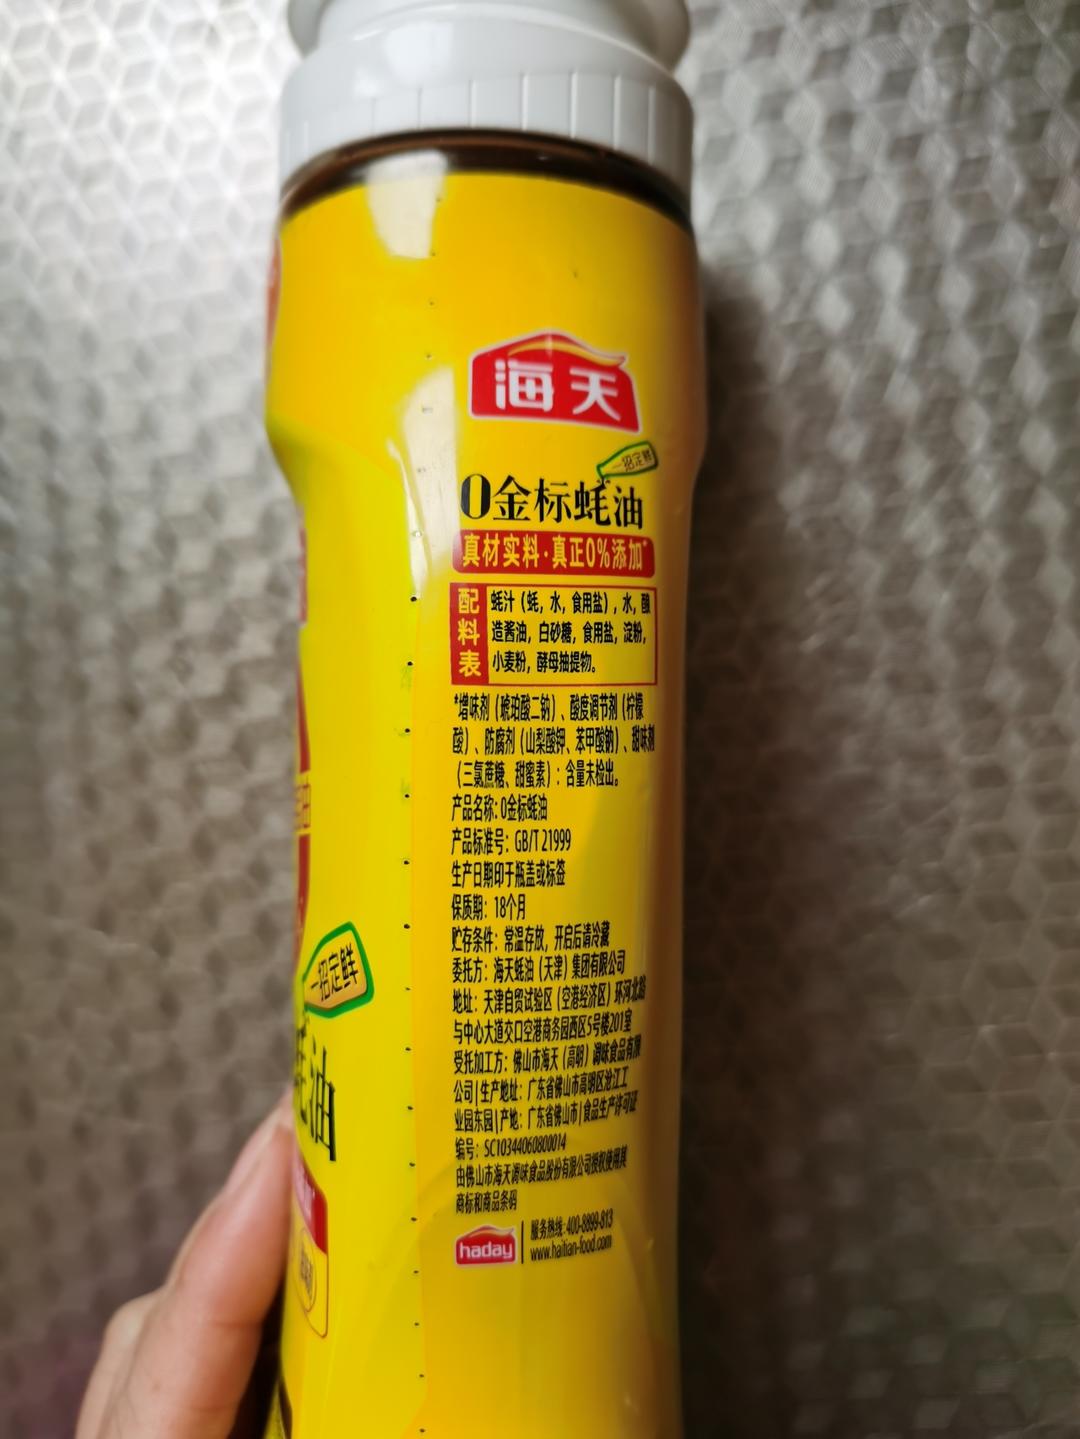 海天
一招定鲜
0金标蚝油
真材实料·真正0%添加*
配料表
蚝汁（蚝，水，食用盐），水，酿
造酱油，白砂糖，食用盐，淀粉，
小麦粉，酵母抽提物。
*增味剂（琥珀酸二钠）、酸度调节剂（柠檬
酸）、防腐剂（山梨酸钾、苯甲酸钠）、甜味剂
（三氯蔗糖、甜蜜素）：含量未检出。
产品名称：0金标蚝油
产品标准号：GB/T 21999
生产日期印于瓶盖或标签
保质期：18个月
贮存条件：常温存放，开启后请冷藏
委托方：海天蚝油（天津）集团有限公司
地址：天津自贸试验区（空港经济区）环河北路
与中心大道交口空港商务园西区5号楼201室
受托加工方：佛山市海天（高明）调味食品有限
公司|生产地址：广东省佛山市高明区沧江工
业园东园|产地：广东省佛山市|食品生产许可证
编号：SC10344060800014
由佛山市海天调味食品股份有限公司授权使用其
商标和商品条码
haday
服务热线：400-8899-813
www.haitian-food.com
一招定鲜
油